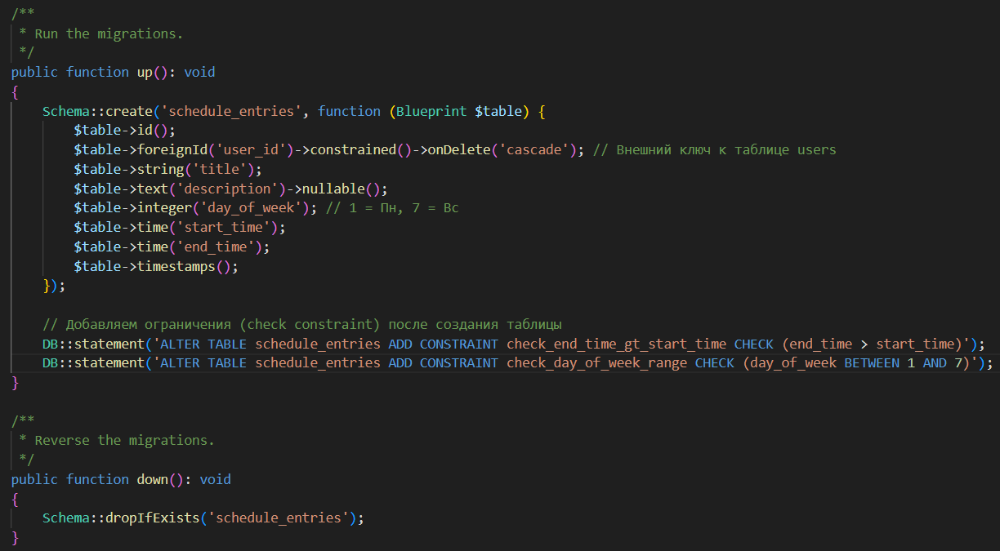 /**
 * Run the migrations.
 */
public function up(): void
{
    Schema::create('schedule_entries', function (Blueprint $table) {
        $table->id();
        $table->foreignId('user_id')->constrained()->onDelete('cascade'); // Внешний ключ к таблице users
        $table->string('title');
        $table->text('description')->nullable();
        $table->integer('day_of_week'); // 1 = Пн, 7 = Вс
        $table->time('start_time');
        $table->time('end_time');
        $table->timestamps();
    });

    // Добавляем ограничения (check constraint) после создания таблицы
    DB::statement('ALTER TABLE schedule_entries ADD CONSTRAINT check_end_time_gt_start_time CHECK (end_time > start_time)');
    DB::statement('ALTER TABLE schedule_entries ADD CONSTRAINT check_day_of_week_range CHECK (day_of_week BETWEEN 1 AND 7)');
}

/**
 * Reverse the migrations.
 */
public function down(): void
{
    Schema::dropIfExists('schedule_entries');
}